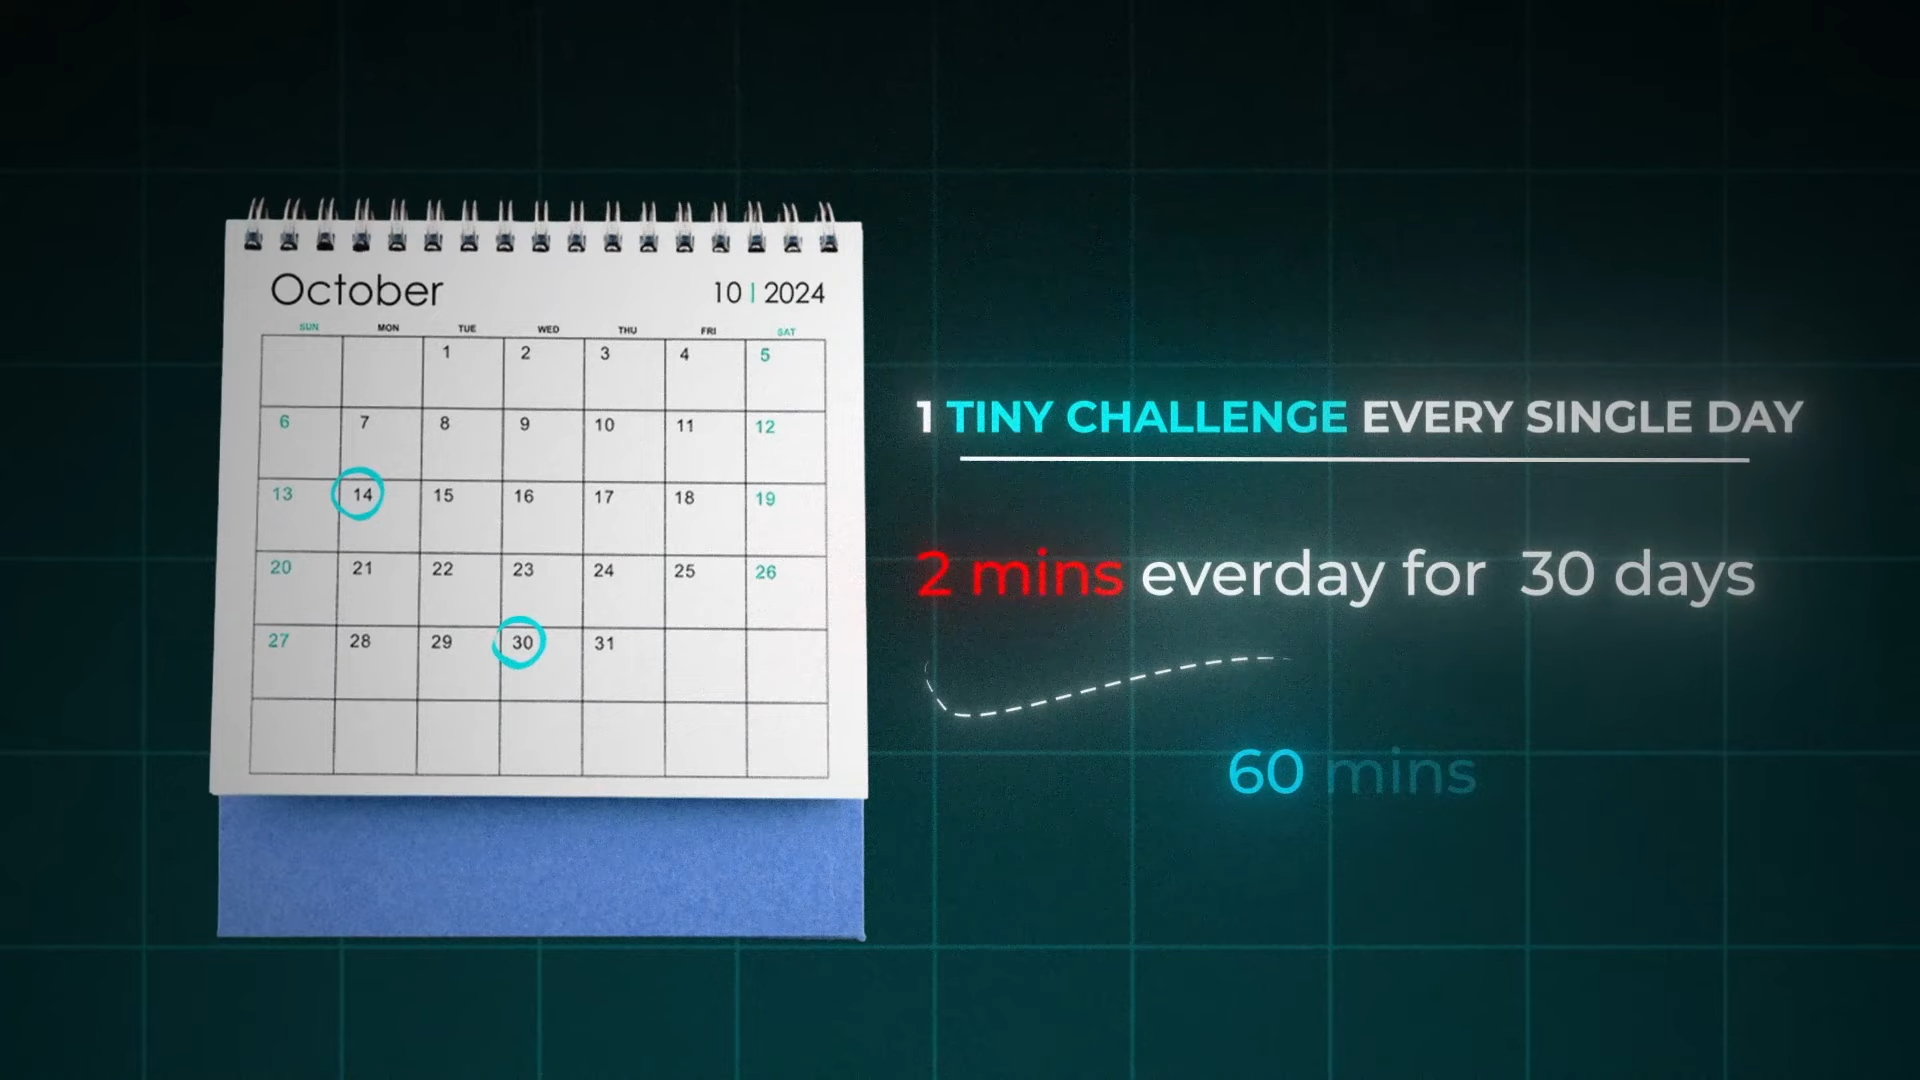 October 10 | 2024
SUN MON TUE WED THU FRI SAT
1 2 3 4 5
6 7 8 9 10 11 12
13 14 15 16 17 18 19
20 21 22 23 24 25 26
27 28 29 30 31
1 TINY CHALLENGE EVERY SINGLE DAY
2 mins everday for 30 days
60 mins